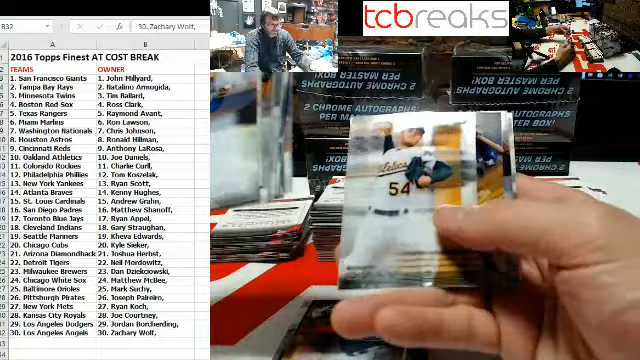 B32
30. Zachary Wolf,
A B
2016 Topps Finest AT COST BREAK
TEAMS OWNER
1. San Francisco Giants 1. John Millyard,
2. Tampa Bay Rays 2. Natalino Armogida,
3. Minnesota Twins 3. Tim Ballard,
4. Boston Red Sox 4. Ross Clark,
5. Texas Rangers 5. Raymond Avant,
6. Miami Marlins 6. Ron Lawson,
7. Washington Nationals 7. Chris Johnson,
8. Houston Astros 8. Ronald Hillman,
9. Cincinnati Reds 9. Anthony LaRosa,
10. Oakland Athletics 10. Joe Daniels,
11. Colorado Rockies 11. Charlie Curll,
12. Philadelphia Phillies 12. Tom Koszelak,
13. New York Yankees 13. Ryan Scott,
14. Atlanta Braves 14. Kenny Hughes,
15. St. Louis Cardinals 15. Andrew Grahn,
16. San Diego Padres 16. Matthew Shanoff,
17. Toronto Blue Jays 17. Ryan Appel,
18. Cleveland Indians 18. Gary Straughan,
19. Seattle Mariners 19. Kheva Edwards,
20. Chicago Cubs 20. Kyle Sieker,
21. Arizona Diamondback 21. Joshua Herbst,
22. Detroit Tigers 22. Neil Mordowitz,
23. Milwaukee Brewers 23. Dan Dziekciowski,
24. Chicago White Sox 24. Matthew McBee,
25. Baltimore Orioles 25. Mark Suchy,
26. Pittsburgh Pirates 26. Joseph Palreiro,
27. New York Mets 27. Ryan Koch,
28. Kansas City Royals 28. Joe Courtney,
29. Los Angeles Dodgers 29. Jordan Borcherding,
30. Los Angeles Angels 30. Zachary Wolf,
tcbreaks
PER MASTER BOX!
2 CHROME AUTOGRAPHS
PER MASTER
2 CHROME AUTOGRAPHS
54